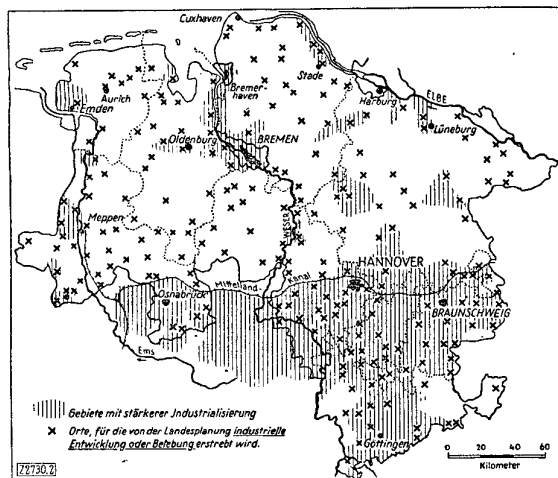 Cuxhaven
Stade
Harburg
ELBE
Lüneburg
Aurich
Emden
Bremer-
haven
Oldenburg
BREMEN
Meppen
WESER
HANNOVER
Mittelland
Kanal
Osnabrück
BRAUNSCHWEIG
Ems
Göttingen
Gebiete mit stärkerer Industrialisierung
Orte, für die von der Landesplanung industrielle
Entwicklung oder Belebung erstrebt wird.
0 20 40 60
Kilometer
Z2730.2